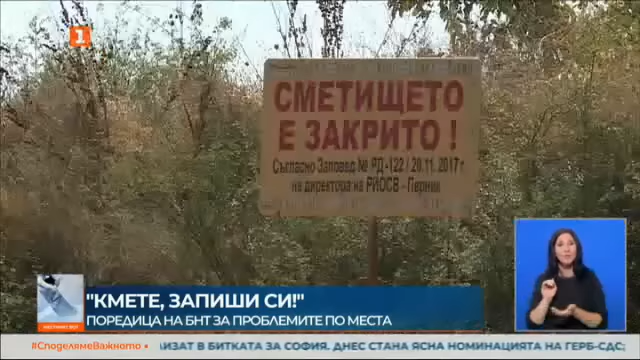 1
СМЕТИЩЕТО
Е ЗАКРИТО !
Съгласно Заповед № РД-122 / 20.11. 2017 г
на директора на РИОСВ - Перник
"КМЕТЕ, ЗАПИШИ СИ!"
ПОРЕДИЦА НА БНТ ЗА ПРОБЛЕМИТЕ ПО МЕСТА
#СподелямеВажното
ИЗАТ В БИТКАТА ЗА СОФИЯ. ДНЕС СТАНА ЯСНА НОМИНАЦИЯТА НА ГЕРБ-СДС;